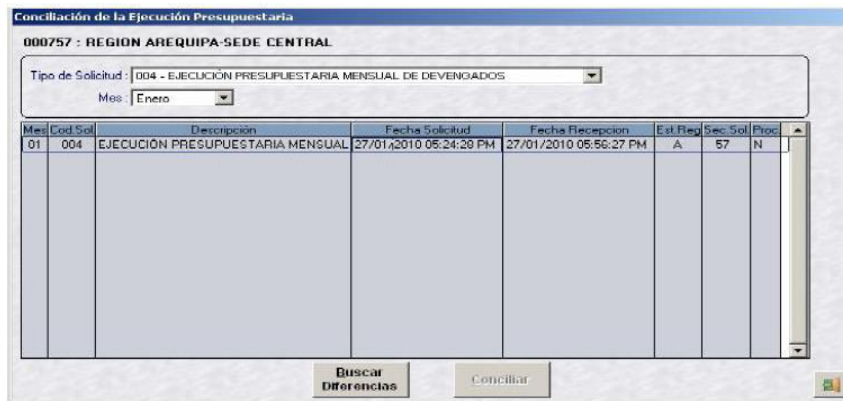 Conciliación de la Ejecución Presupuestaria
000757 : REGION AREQUIPA-SEDE CENTRAL
Tipo de Solicitud : 004 - EJECUCIÓN PRESUPUESTARIA MENSUAL DE DEVENGADOS
Mes : Enero
Mes Cod.Sol Descripción Fecha Solicitud Fecha Recepcion Est.Reg Sec.Sol Proc.
01 004 EJECUCIÓN PRESUPUESTARIA MENSUAL 27/01/2010 05:24:28 PM 27/01/2010 05:56:27 PM A 57 N
Buscar Diferencias Conciliar